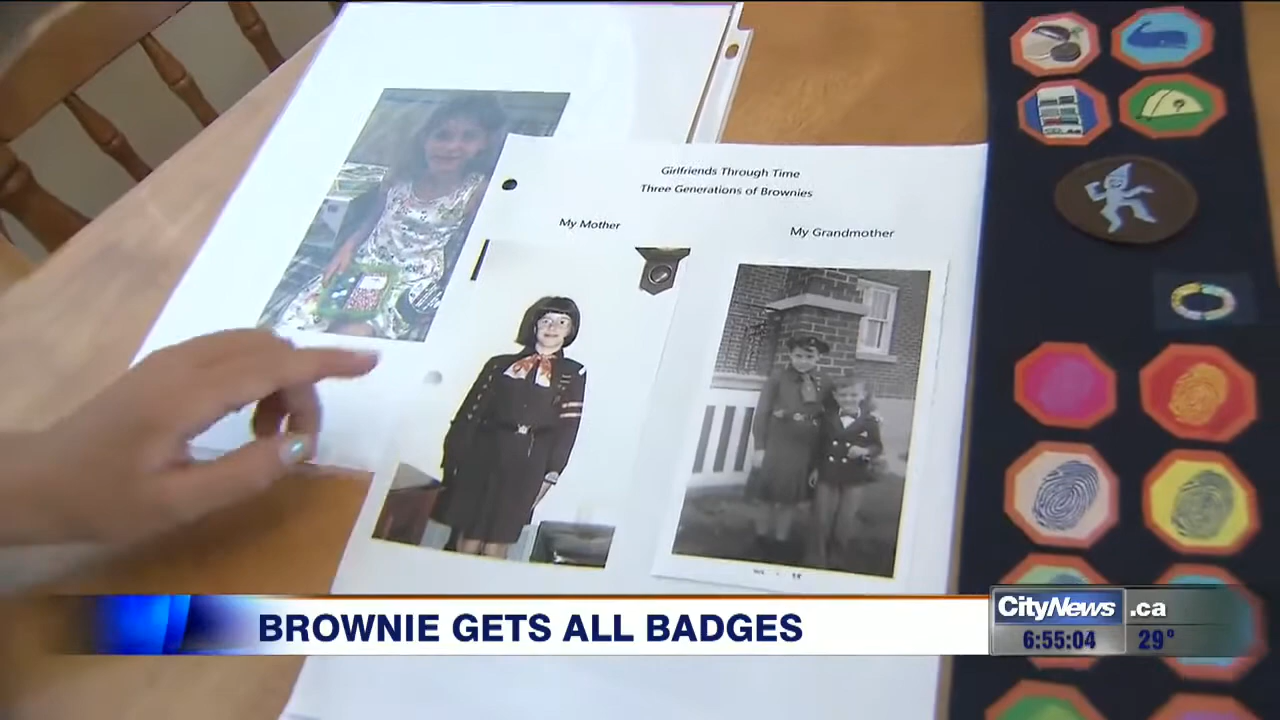 Girlfriends Through Time
Three Generations of Brownies
My Mother
My Grandmother
BROWNIE GETS ALL BADGES
CityNews .ca
6:55:04 29°